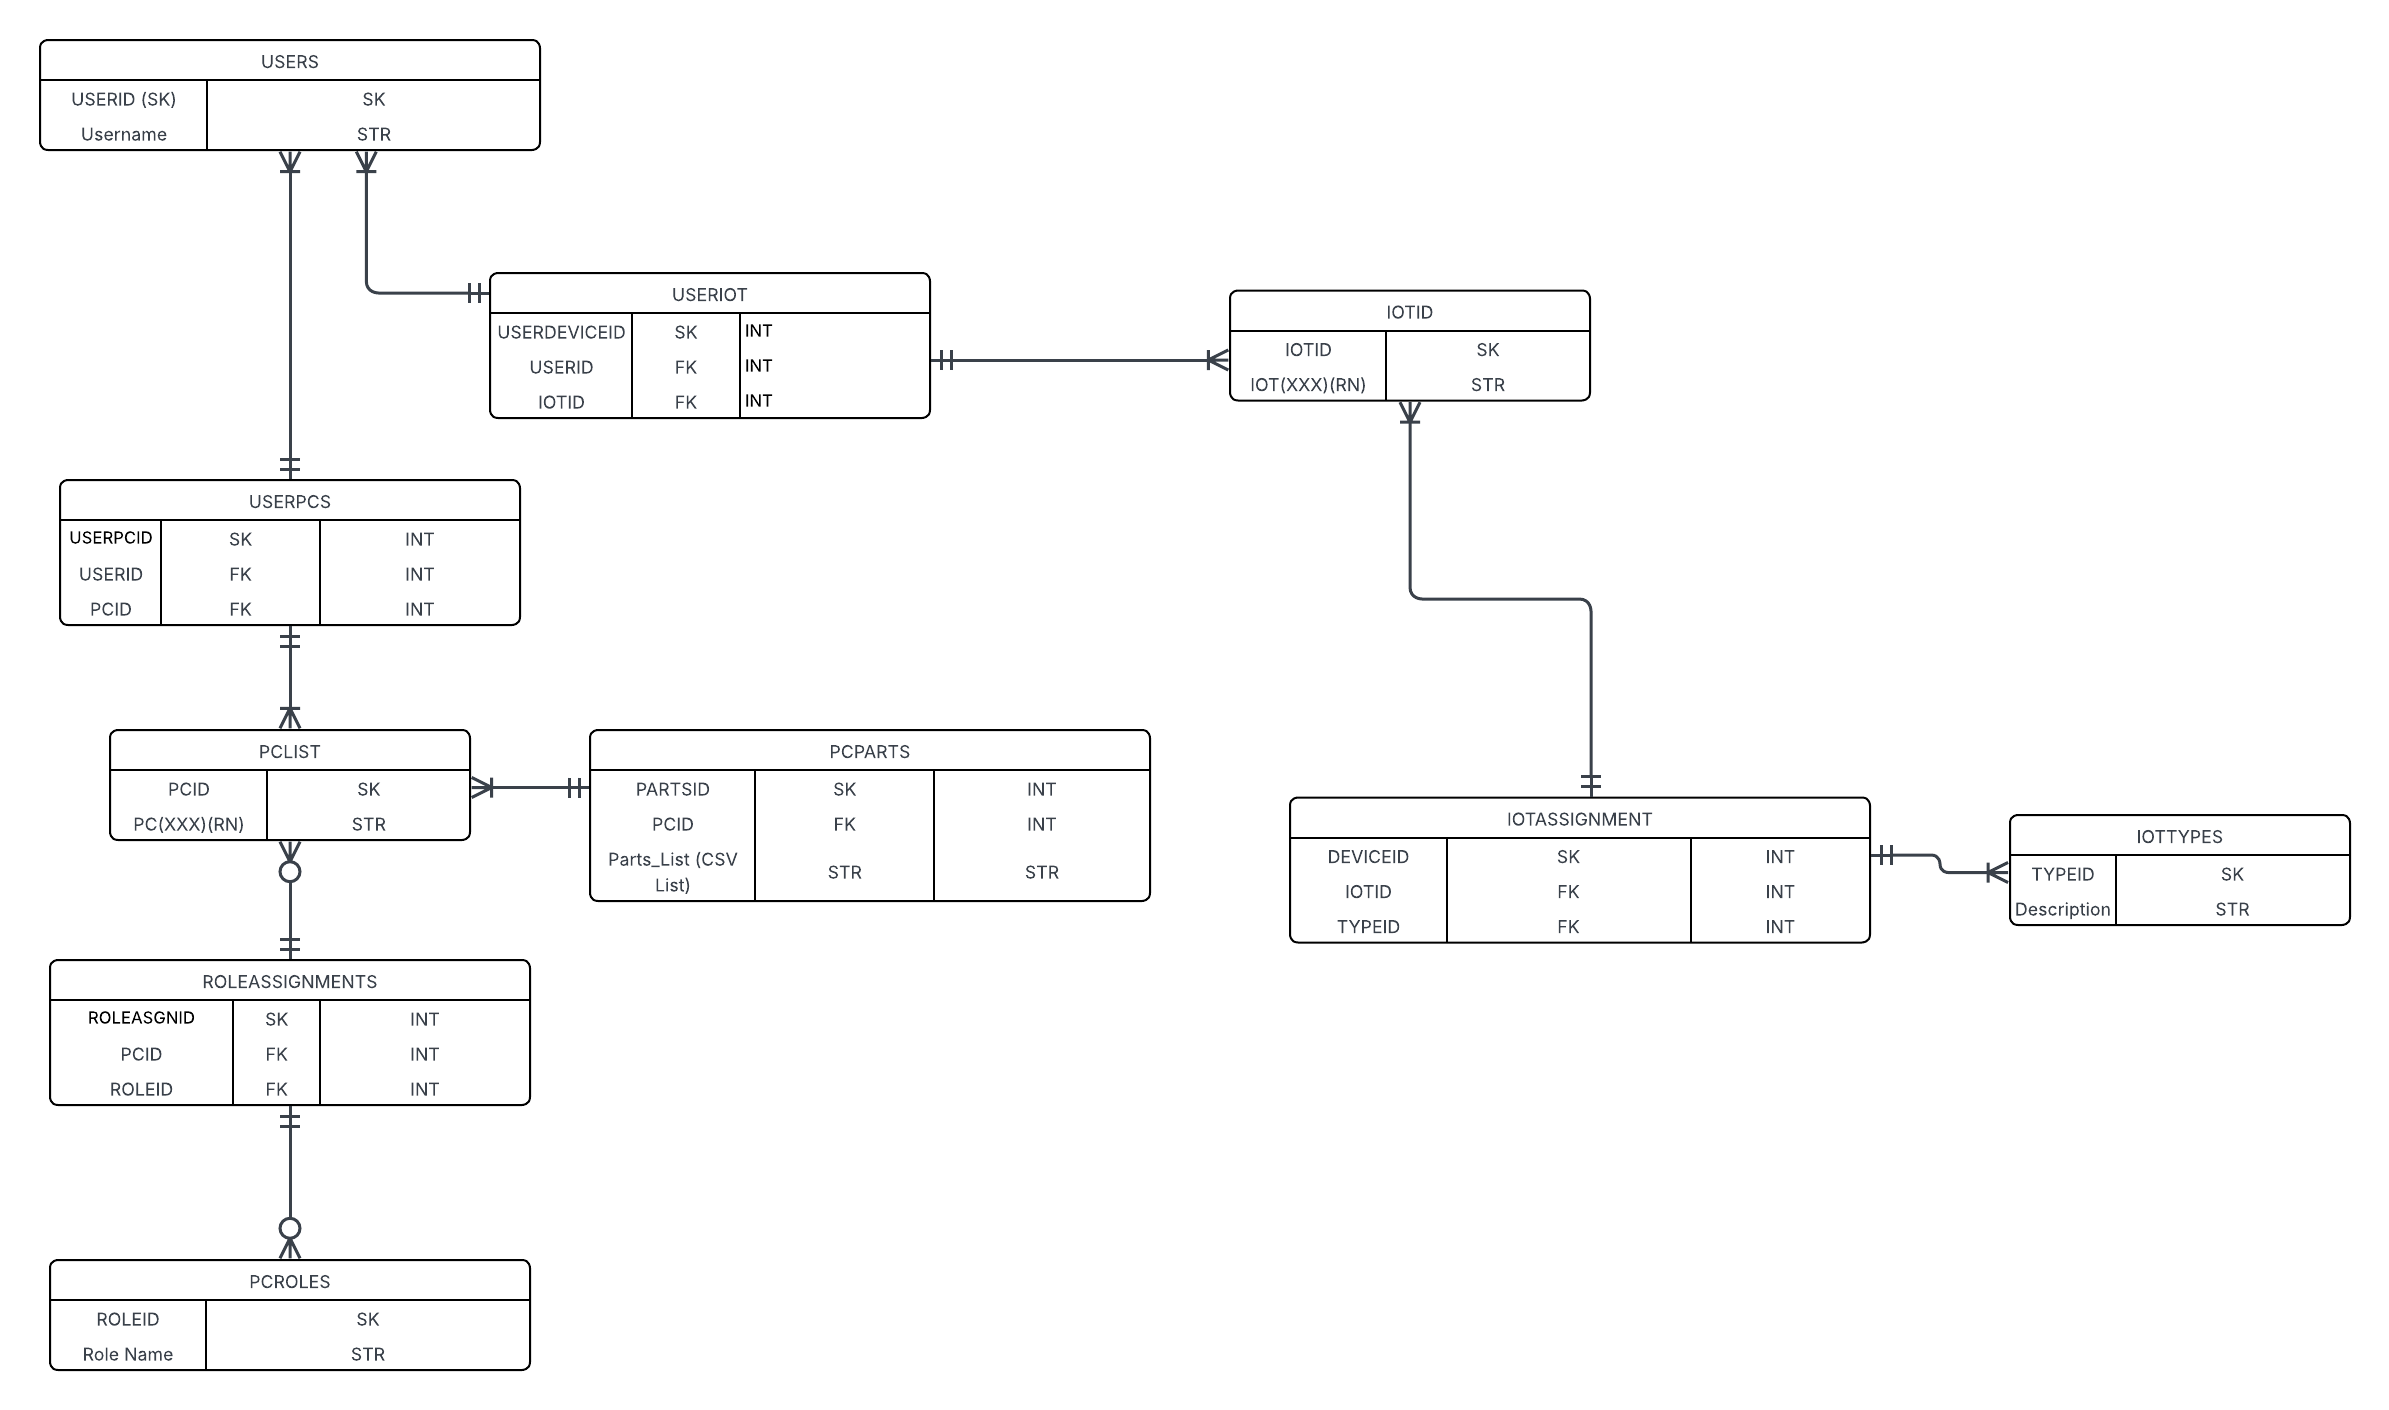 USERS
USERID (SK) SK
Username STR
USERIOT
USERDEVICEID SK INT
USERID FK INT
IOTID FK INT
IOTID
IOTID SK
IOT(XXX)(RN) STR
USERPCS
USERPCID SK INT
USERID FK INT
PCID FK INT
PCLIST
PCID SK
PC(XXX)(RN) STR
PCPARTS
PARTSID SK INT
PCID FK INT
Parts_List (CSV
List) STR STR
IOTASSIGNMENT
DEVICEID SK INT
IOTID FK INT
TYPEID FK INT
IOTTYPES
TYPEID SK
Description STR
ROLEASSIGNMENTS
ROLEASGNID SK INT
PCID FK INT
ROLEID FK INT
PCROLES
ROLEID SK
Role Name STR